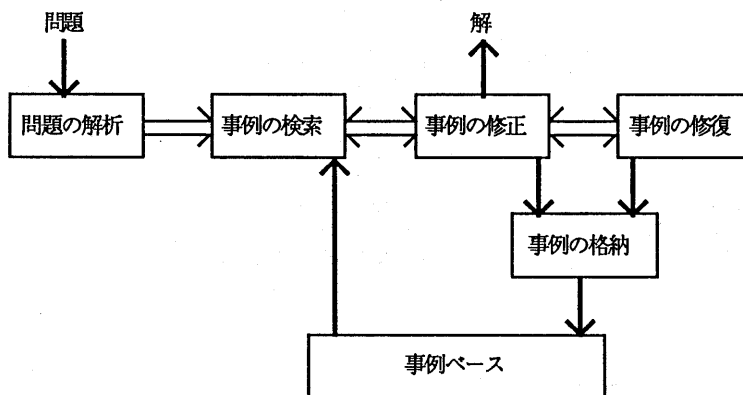 問題
解
問題の解析
事例の検索
事例の修正
事例の修復
事例の格納
事例ベース